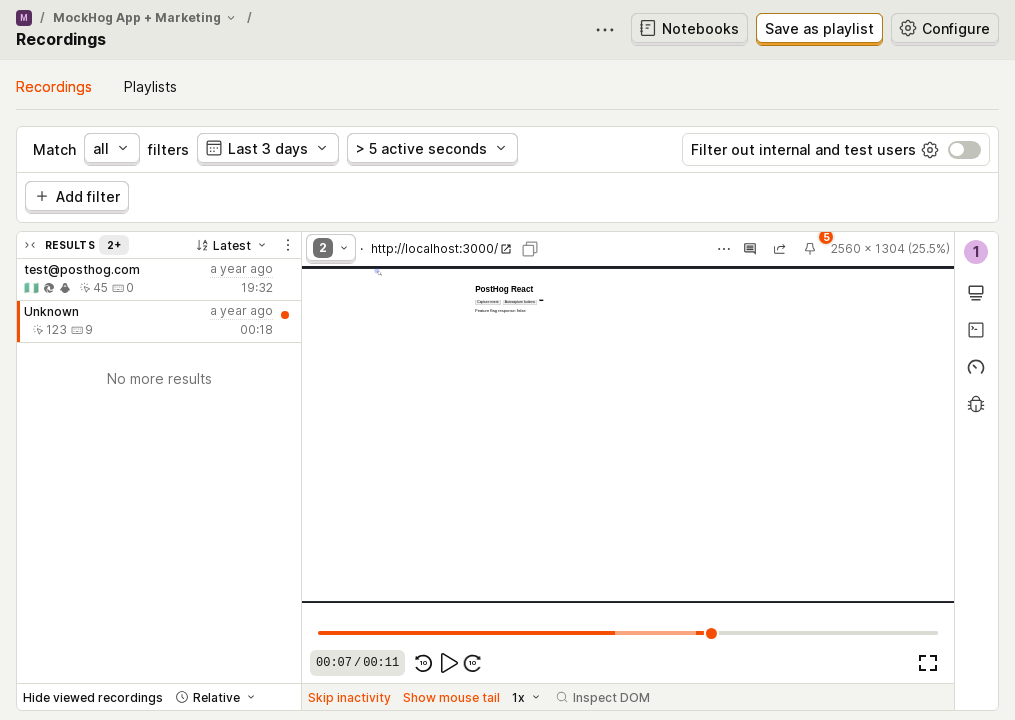 M / MockHog App + Marketing /
Recordings
Notebooks
Save as playlist
Configure
Recordings
Playlists
Match
all
filters
Last 3 days
> 5 active seconds
Filter out internal and test users
Add filter
RESULTS 2+
Latest
test@posthog.com
a year ago
45
0
19:32
Unknown
a year ago
123
9
00:18
No more results
Hide viewed recordings
Relative
2
· http://localhost:3000/
5
2560 × 1304 (25.5%)
PostHog React
Capture event
Autocapture buttons
Feature flag response: false
00:07/00:11
10
10
Skip inactivity
Show mouse tail
1x
Inspect DOM
1